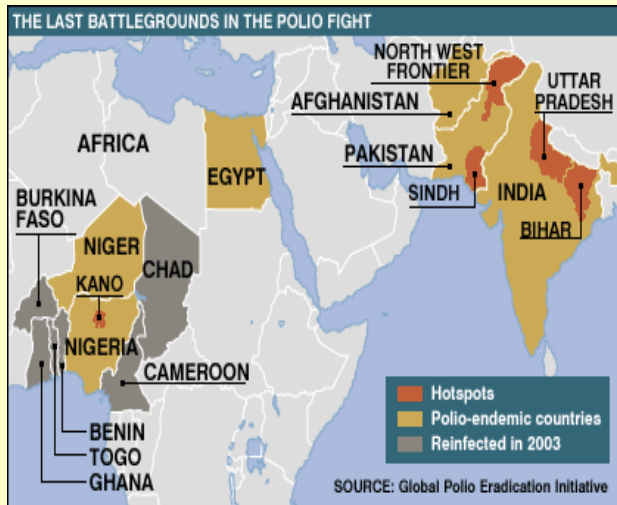 THE LAST BATTLEGROUNDS IN THE POLIO FIGHT
NORTH WEST
FRONTIER
UTTAR
PRADESH
AFGHANISTAN
AFRICA
PAKISTAN
EGYPT
SINDH
INDIA
BURKINA
FASO
BIHAR
NIGER
CHAD
KANO
NIGERIA
CAMEROON
BENIN
TOGO
GHANA
Hotspots
Polio-endemic countries
Reinfected in 2003
SOURCE: Global Polio Eradication Initiative